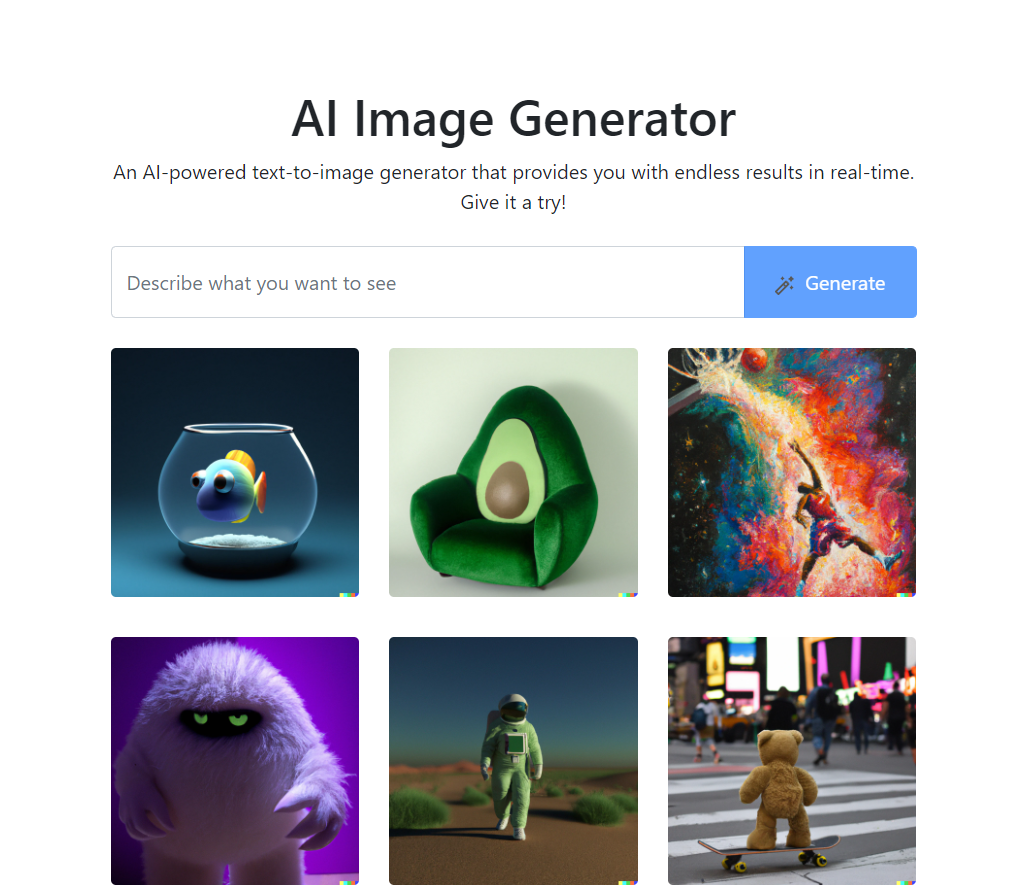 AI Image Generator
An AI-powered text-to-image generator that provides you with endless results in real-time.
Give it a try!
Describe what you want to see
Generate